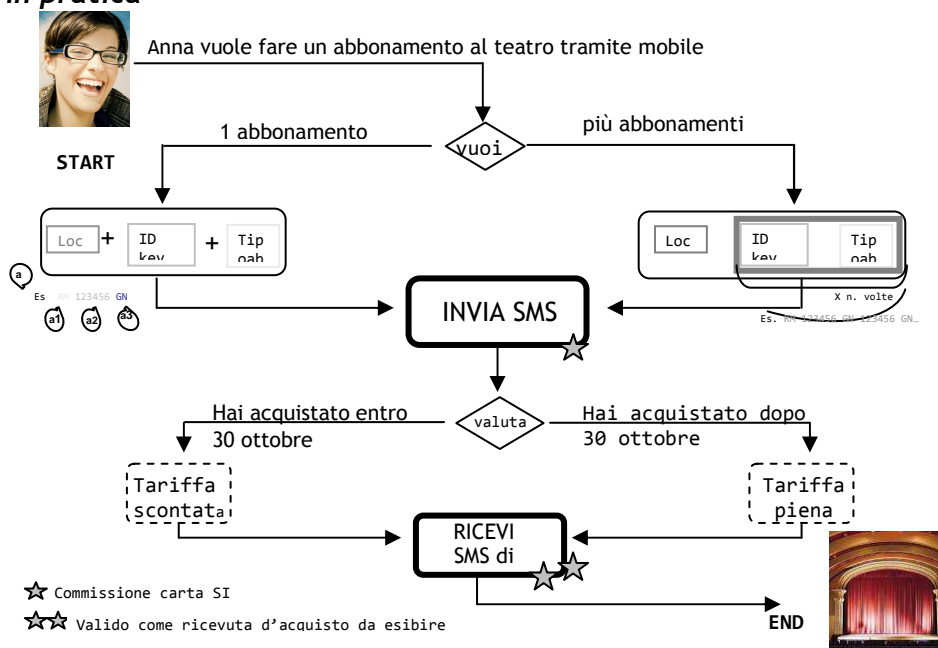 in pratica
Anna vuole fare un abbonamento al teatro tramite mobile
START
1 abbonamento
vuoi
più abbonamenti
Loc
+
ID
key
+
Tip
oab
Loc
ID
key
Tip
oab
a
Es RM 123456 GN
a1
a2
a3
X n. volte
Es. RM 123456 GN 123456 GN…
INVIA SMS
Hai acquistato entro
30 ottobre
valuta
Hai acquistato dopo
30 ottobre
Tariffa
scontata
Tariffa
piena
RICEVI
SMS di
Commissione carta SI
Valido come ricevuta d'acquisto da esibire
END